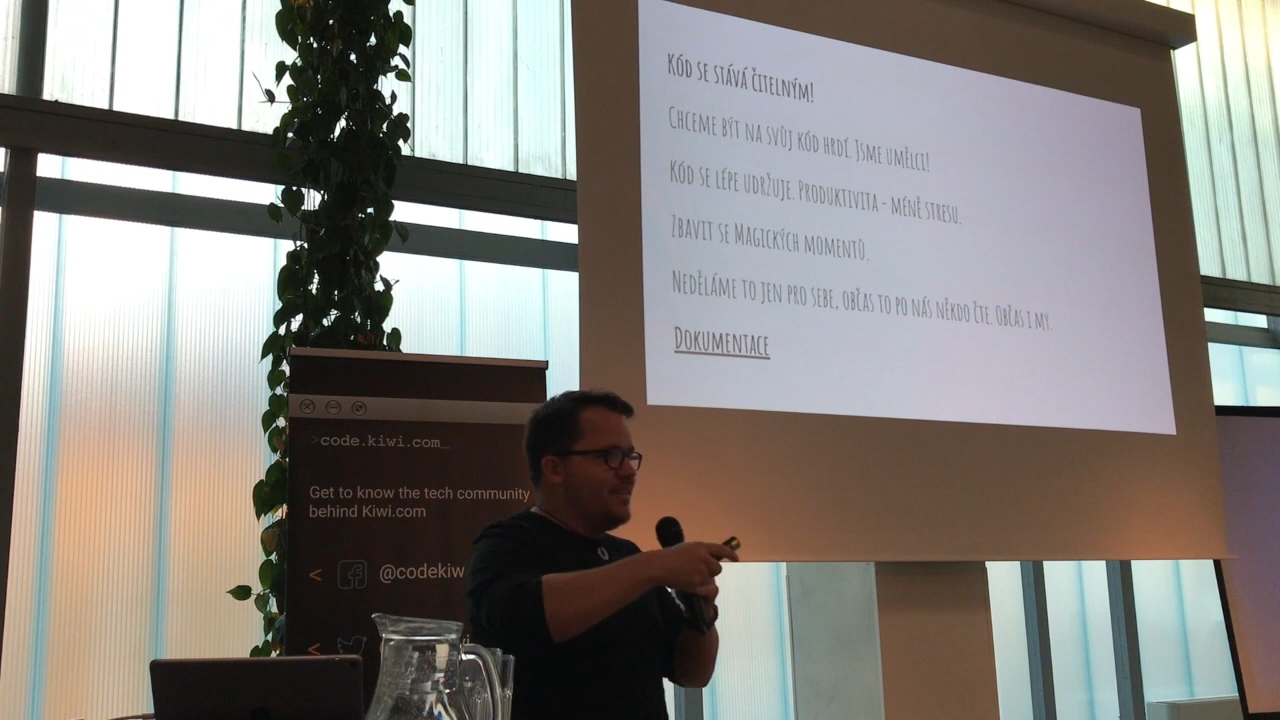 Kód se stává čitelným!
Chceme být na svůj kód hrdí. Jsme umělci!
Kód se lépe udržuje. Produktivita - méně stresu.
Zbavit se Magických momentů.
Neděláme to jen pro sebe, občas to po nás někdo čte. Občas i my.
Dokumentace
>code.kiwi.com_
Get to know the tech community
behind Kiwi.com
< @codekiw
<